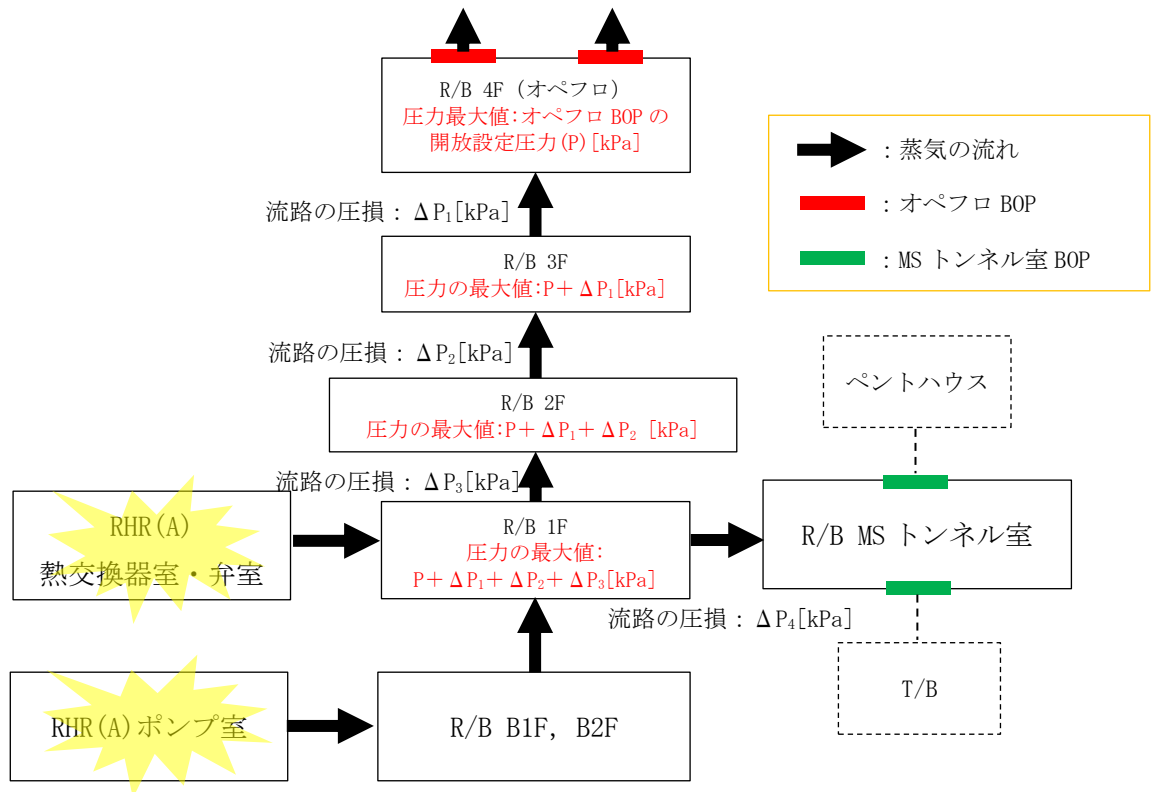 R/B 4F (オペフロ)
圧力最大値:オペフロ BOP の
開放設定圧力(P)[kPa]
流路の圧損：ΔP₁[kPa]
R/B 3F
圧力の最大値:P＋ΔP₁[kPa]
流路の圧損：ΔP₂[kPa]
R/B 2F
圧力の最大値:P＋ΔP₁＋ΔP₂ [kPa]
流路の圧損：ΔP₃[kPa]
RHR(A)
熱交換器室・弁室
R/B 1F
圧力の最大値:
P＋ΔP₁＋ΔP₂＋ΔP₃[kPa]
RHR(A)ポンプ室
R/B B1F, B2F
：蒸気の流れ
：オペフロ BOP
：MS トンネル室 BOP
ペントハウス
R/B MS トンネル室
流路の圧損：ΔP₄[kPa]
T/B